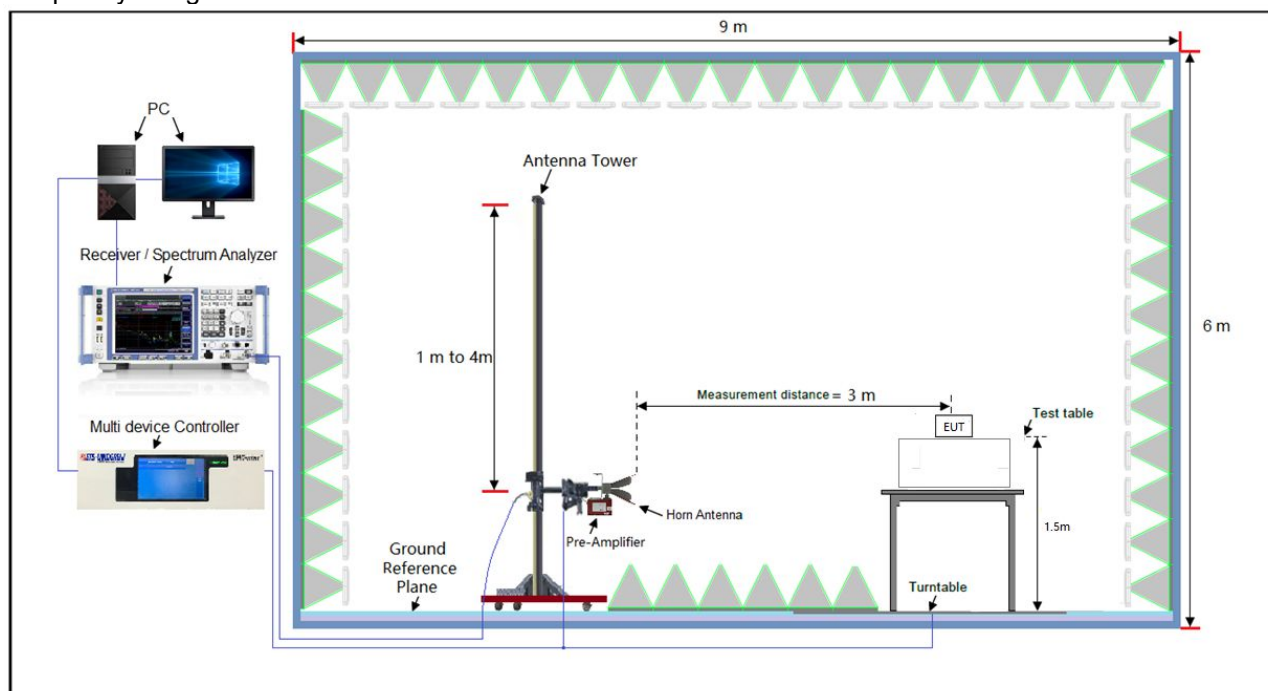 9 m
PC
Antenna Tower
Receiver / Spectrum Analyzer
1 m to 4m
6 m
Measurement distance = 3 m
Test table
EUT
Multi device Controller
Horn Antenna
Pre-Amplifier
1.5m
Ground
Reference
Plane
Turntable